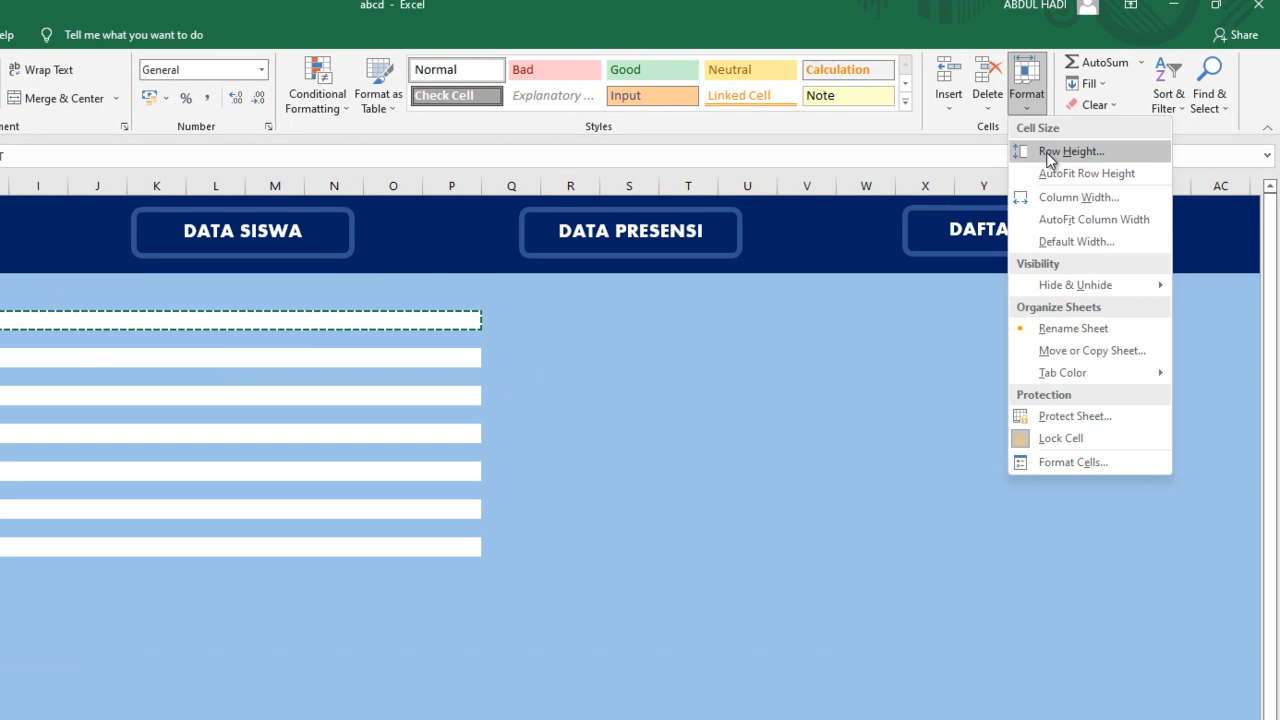 abcd - Excel
ABDUL HADI
elp
Tell me what you want to do
Share
Wrap Text
General
Normal
Bad
Good
Neutral
Calculation
AutoSum
Merge & Center
Conditional Formatting
Format as Table
Check Cell
Explanatory ...
Input
Linked Cell
Note
Insert
Delete
Format
Fill
Clear
Sort & Filter
Find & Select
ment
Number
Styles
Cells
Cell Size
Row Height...
AutoFit Row Height
Column Width...
AutoFit Column Width
Default Width...
Visibility
Hide & Unhide
Organize Sheets
Rename Sheet
Move or Copy Sheet...
Tab Color
Protection
Protect Sheet...
Lock Cell
Format Cells...
I J K L M N O P Q R S T U V W X Y AC
DATA SISWA
DATA PRESENSI
DAFTA